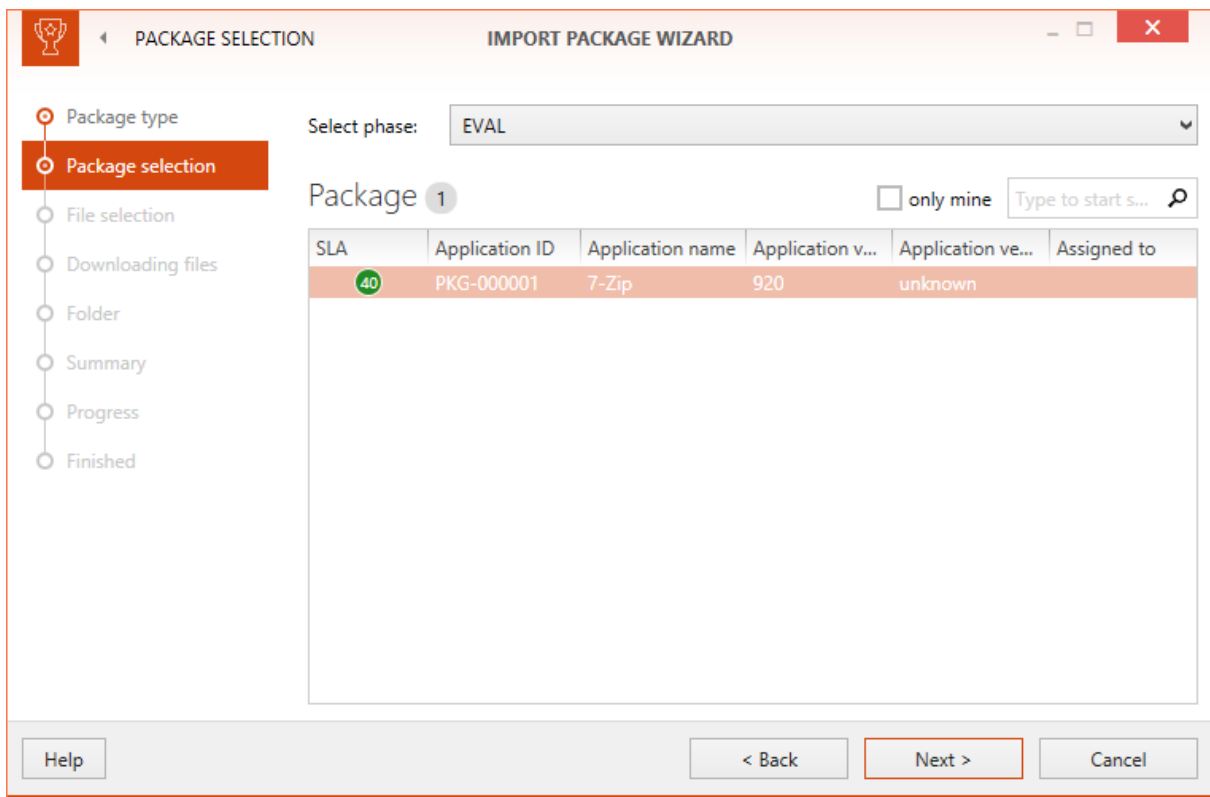 PACKAGE SELECTION IMPORT PACKAGE WIZARD
Package type
Package selection
File selection
Downloading files
Folder
Summary
Progress
Finished
Select phase: EVAL
Package 1 only mine Type to start s...
SLA Application ID Application name Application v... Application ve... Assigned to
40 PKG-000001 7-Zip 920 unknown
Help < Back Next > Cancel